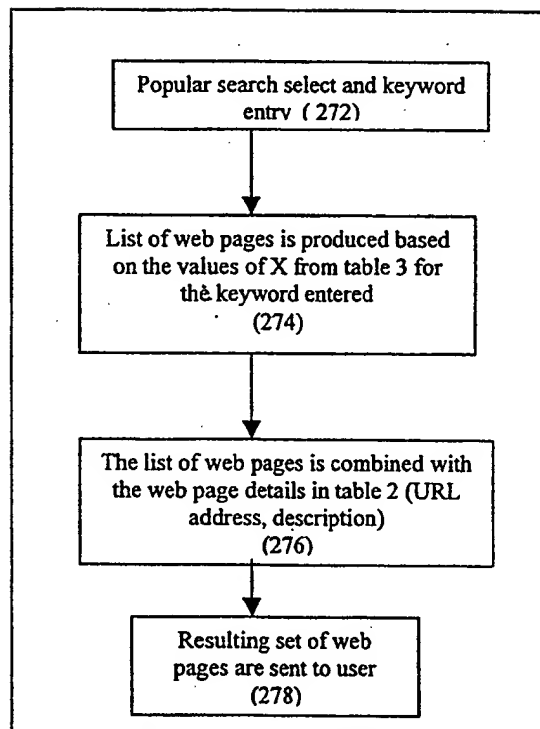 Popular search select and keyword
entry ( 272)
List of web pages is produced based
on the values of X from table 3 for
the keyword entered
(274)
The list of web pages is combined with
the web page details in table 2 (URL
address, description)
(276)
Resulting set of web
pages are sent to user
(278)